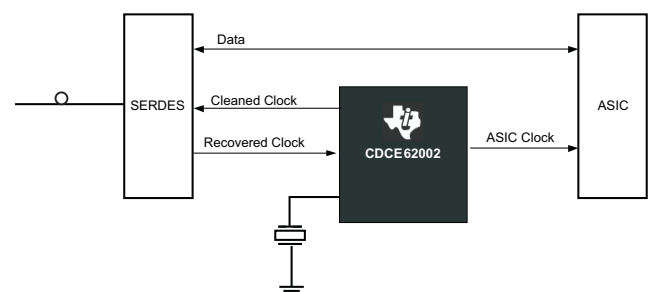 Data
SERDES
Cleaned Clock
ASIC
Recovered Clock
CDCE62002
ASIC Clock